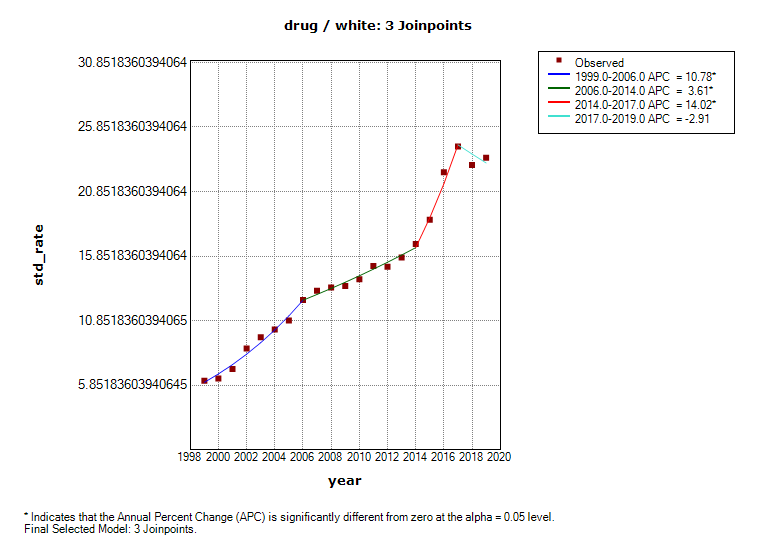 drug / white: 3 Joinpoints
30.8518360394064
25.8518360394064
20.8518360394064
15.8518360394064
10.8518360394065
5.85183603940645
std_rate
1998 2000 2002 2004 2006 2008 2010 2012 2014 2016 2018 2020
year
Observed
1999.0-2006.0 APC = 10.78*
2006.0-2014.0 APC = 3.61*
2014.0-2017.0 APC = 14.02*
2017.0-2019.0 APC = -2.91
* Indicates that the Annual Percent Change (APC) is significantly different from zero at the alpha = 0.05 level.
Final Selected Model: 3 Joinpoints.